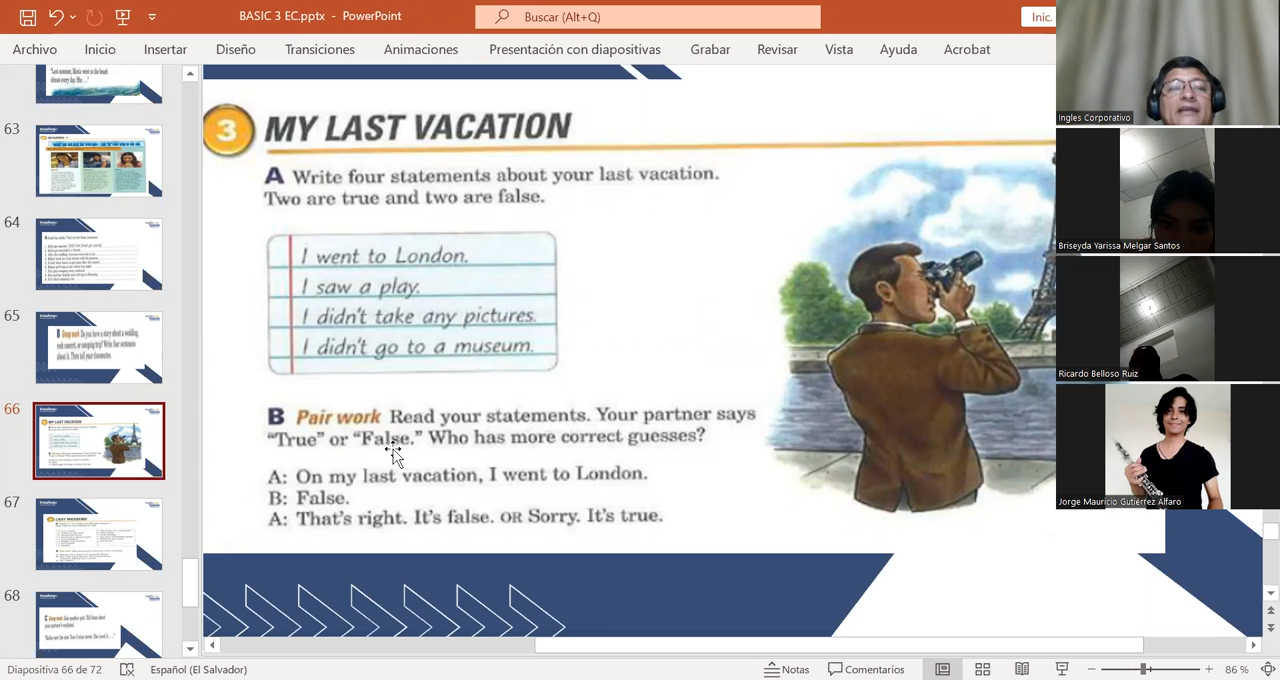 BASIC 3 EC.pptx - PowerPoint
Buscar (Alt+Q)
Inic.
Archivo Inicio Insertar Diseño Transiciones Animaciones Presentación con diapositivas Grabar Revisar Vista Ayuda Acrobat
63
64
65
66
67
68
3 MY LAST VACATION
A Write four statements about your last vacation.
Two are true and two are false.
I went to London.
I saw a play.
I didn't take any pictures.
I didn't go to a museum.
B Pair work Read your statements. Your partner says
"True" or "False." Who has more correct guesses?
A: On my last vacation, I went to London.
B: False.
A: That's right. It's false. OR Sorry. It's true.
Ingles Corporativo
Briseyda Yarissa Melgar Santos
Ricardo Belloso Ruiz
Jorge Mauricio Gutiérrez Alfaro
Diapositiva 66 de 72
Español (El Salvador)
Notas
Comentarios
86 %